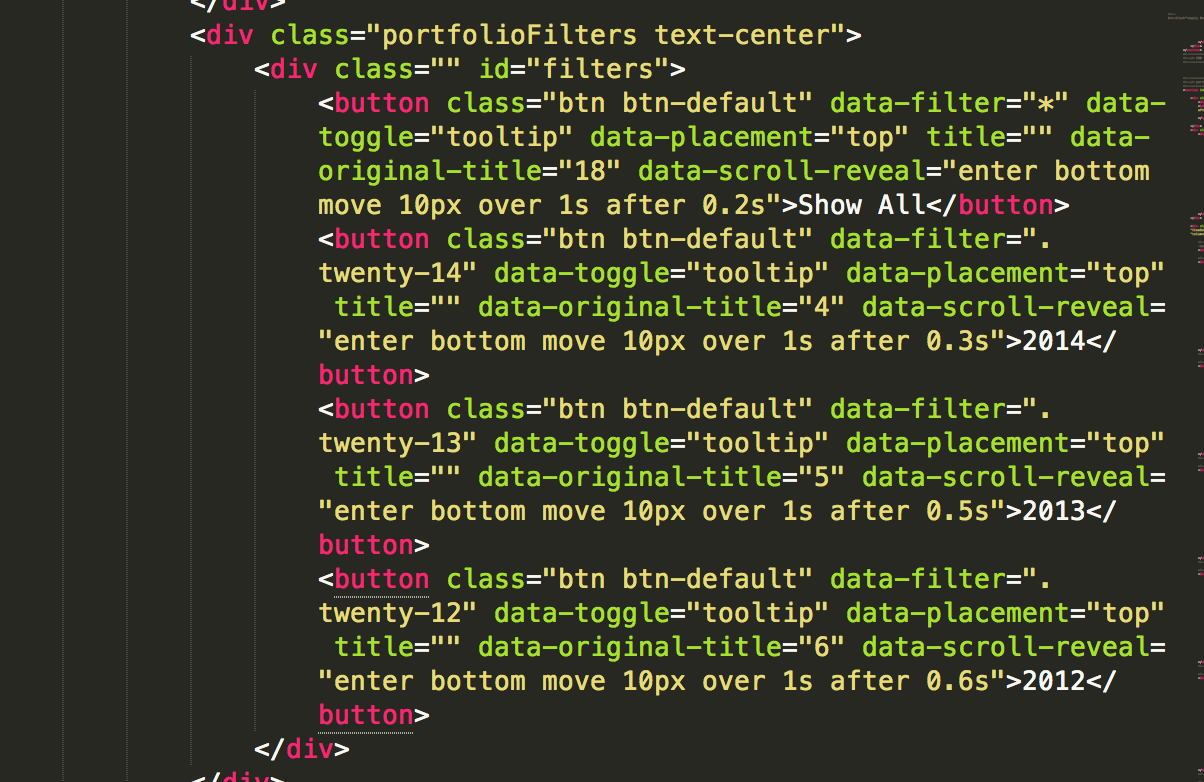 </div>
<div class="portfolioFilters text-center">
<div class="" id="filters">
<button class="btn btn-default" data-filter="*" data-
toggle="tooltip" data-placement="top" title="" data-
original-title="18" data-scroll-reveal="enter bottom
move 10px over 1s after 0.2s">Show All</button>
<button class="btn btn-default" data-filter=".
twenty-14" data-toggle="tooltip" data-placement="top"
title="" data-original-title="4" data-scroll-reveal=
"enter bottom move 10px over 1s after 0.3s">2014</
button>
<button class="btn btn-default" data-filter=".
twenty-13" data-toggle="tooltip" data-placement="top"
title="" data-original-title="5" data-scroll-reveal=
"enter bottom move 10px over 1s after 0.5s">2013</
button>
<button class="btn btn-default" data-filter=".
twenty-12" data-toggle="tooltip" data-placement="top"
title="" data-original-title="6" data-scroll-reveal=
"enter bottom move 10px over 1s after 0.6s">2012</
button>
</div>
</div>